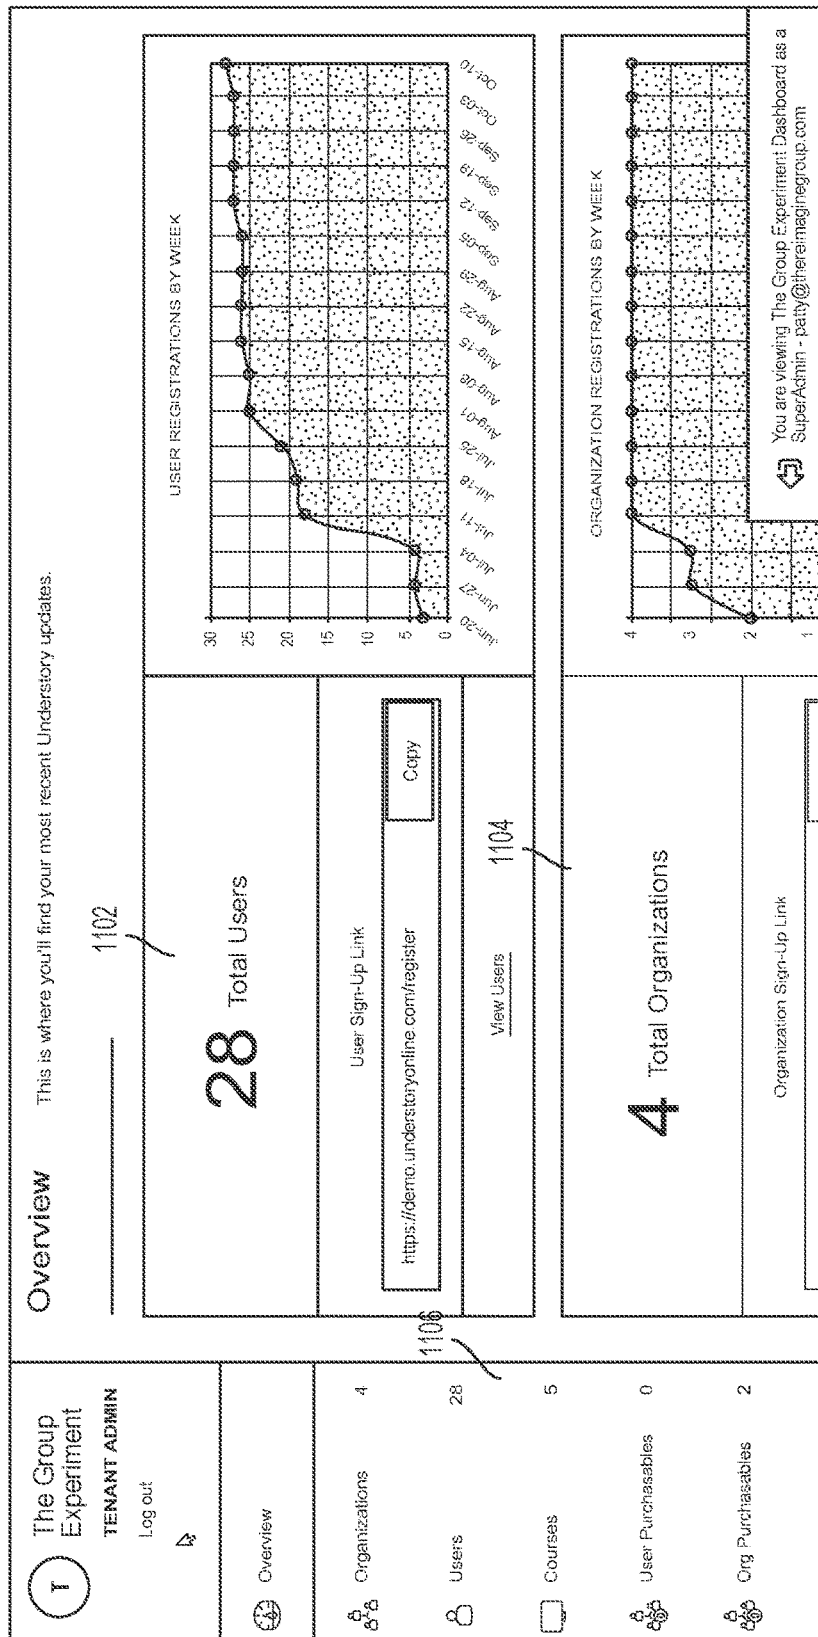 T
The Group
Experiment
TENANT ADMIN
Log out
Overview
Organizations 4
Users 28
Courses 5
User Purchasables 0
Org Purchasables 2
1106
Overview
This is where you'll find your most recent Understory updates.
1102
28 Total Users
User Sign-Up Link
https://demo.understoryonline.com/register
Copy
View Users
USER REGISTRATIONS BY WEEK
30
25
20
15
10
5
0
Jun-20
Jun-27
Jul-04
Jul-11
Jul-18
Jul-25
Aug-01
Aug-08
Aug-15
Aug-22
Aug-29
Sep-05
Sep-12
Sep-19
Sep-26
Oct-03
Oct-10
1104
4 Total Organizations
Organization Sign-Up Link
ORGANIZATION REGISTRATIONS BY WEEK
4
3
2
1
You are viewing The Group Experiment Dashboard as a
SuperAdmin - patty@thereimaginegroup.com